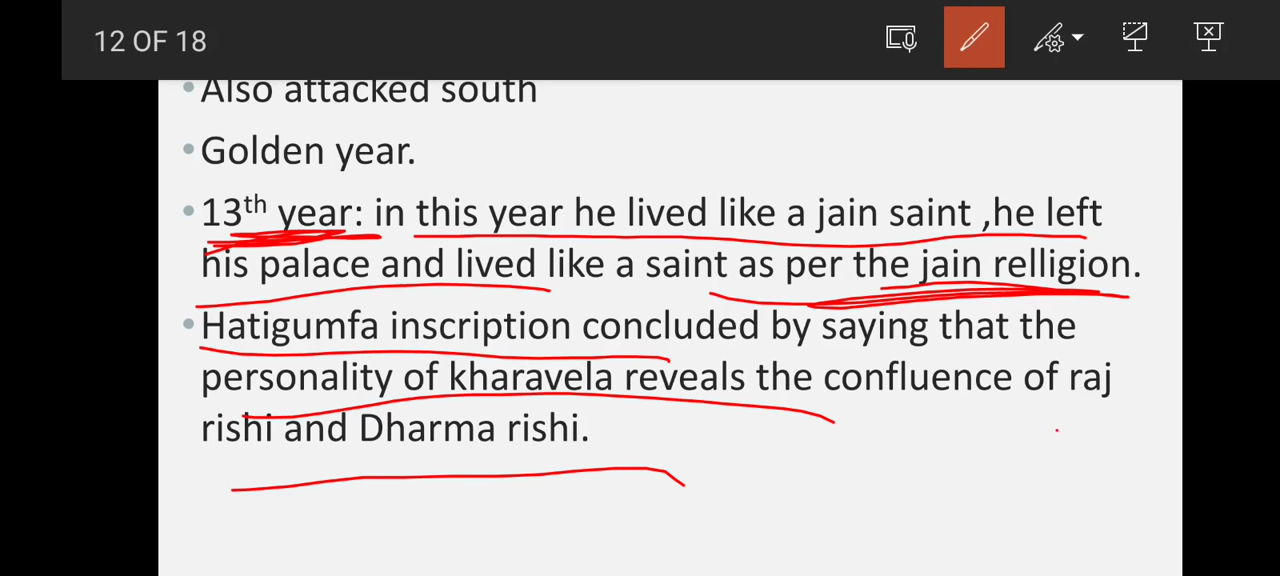 12 OF 18
• Also attacked south
• Golden year.
• 13th year: in this year he lived like a jain saint ,he left
his palace and lived like a saint as per the jain relligion.
• Hatigumfa inscription concluded by saying that the
personality of kharavela reveals the confluence of raj
rishi and Dharma rishi.